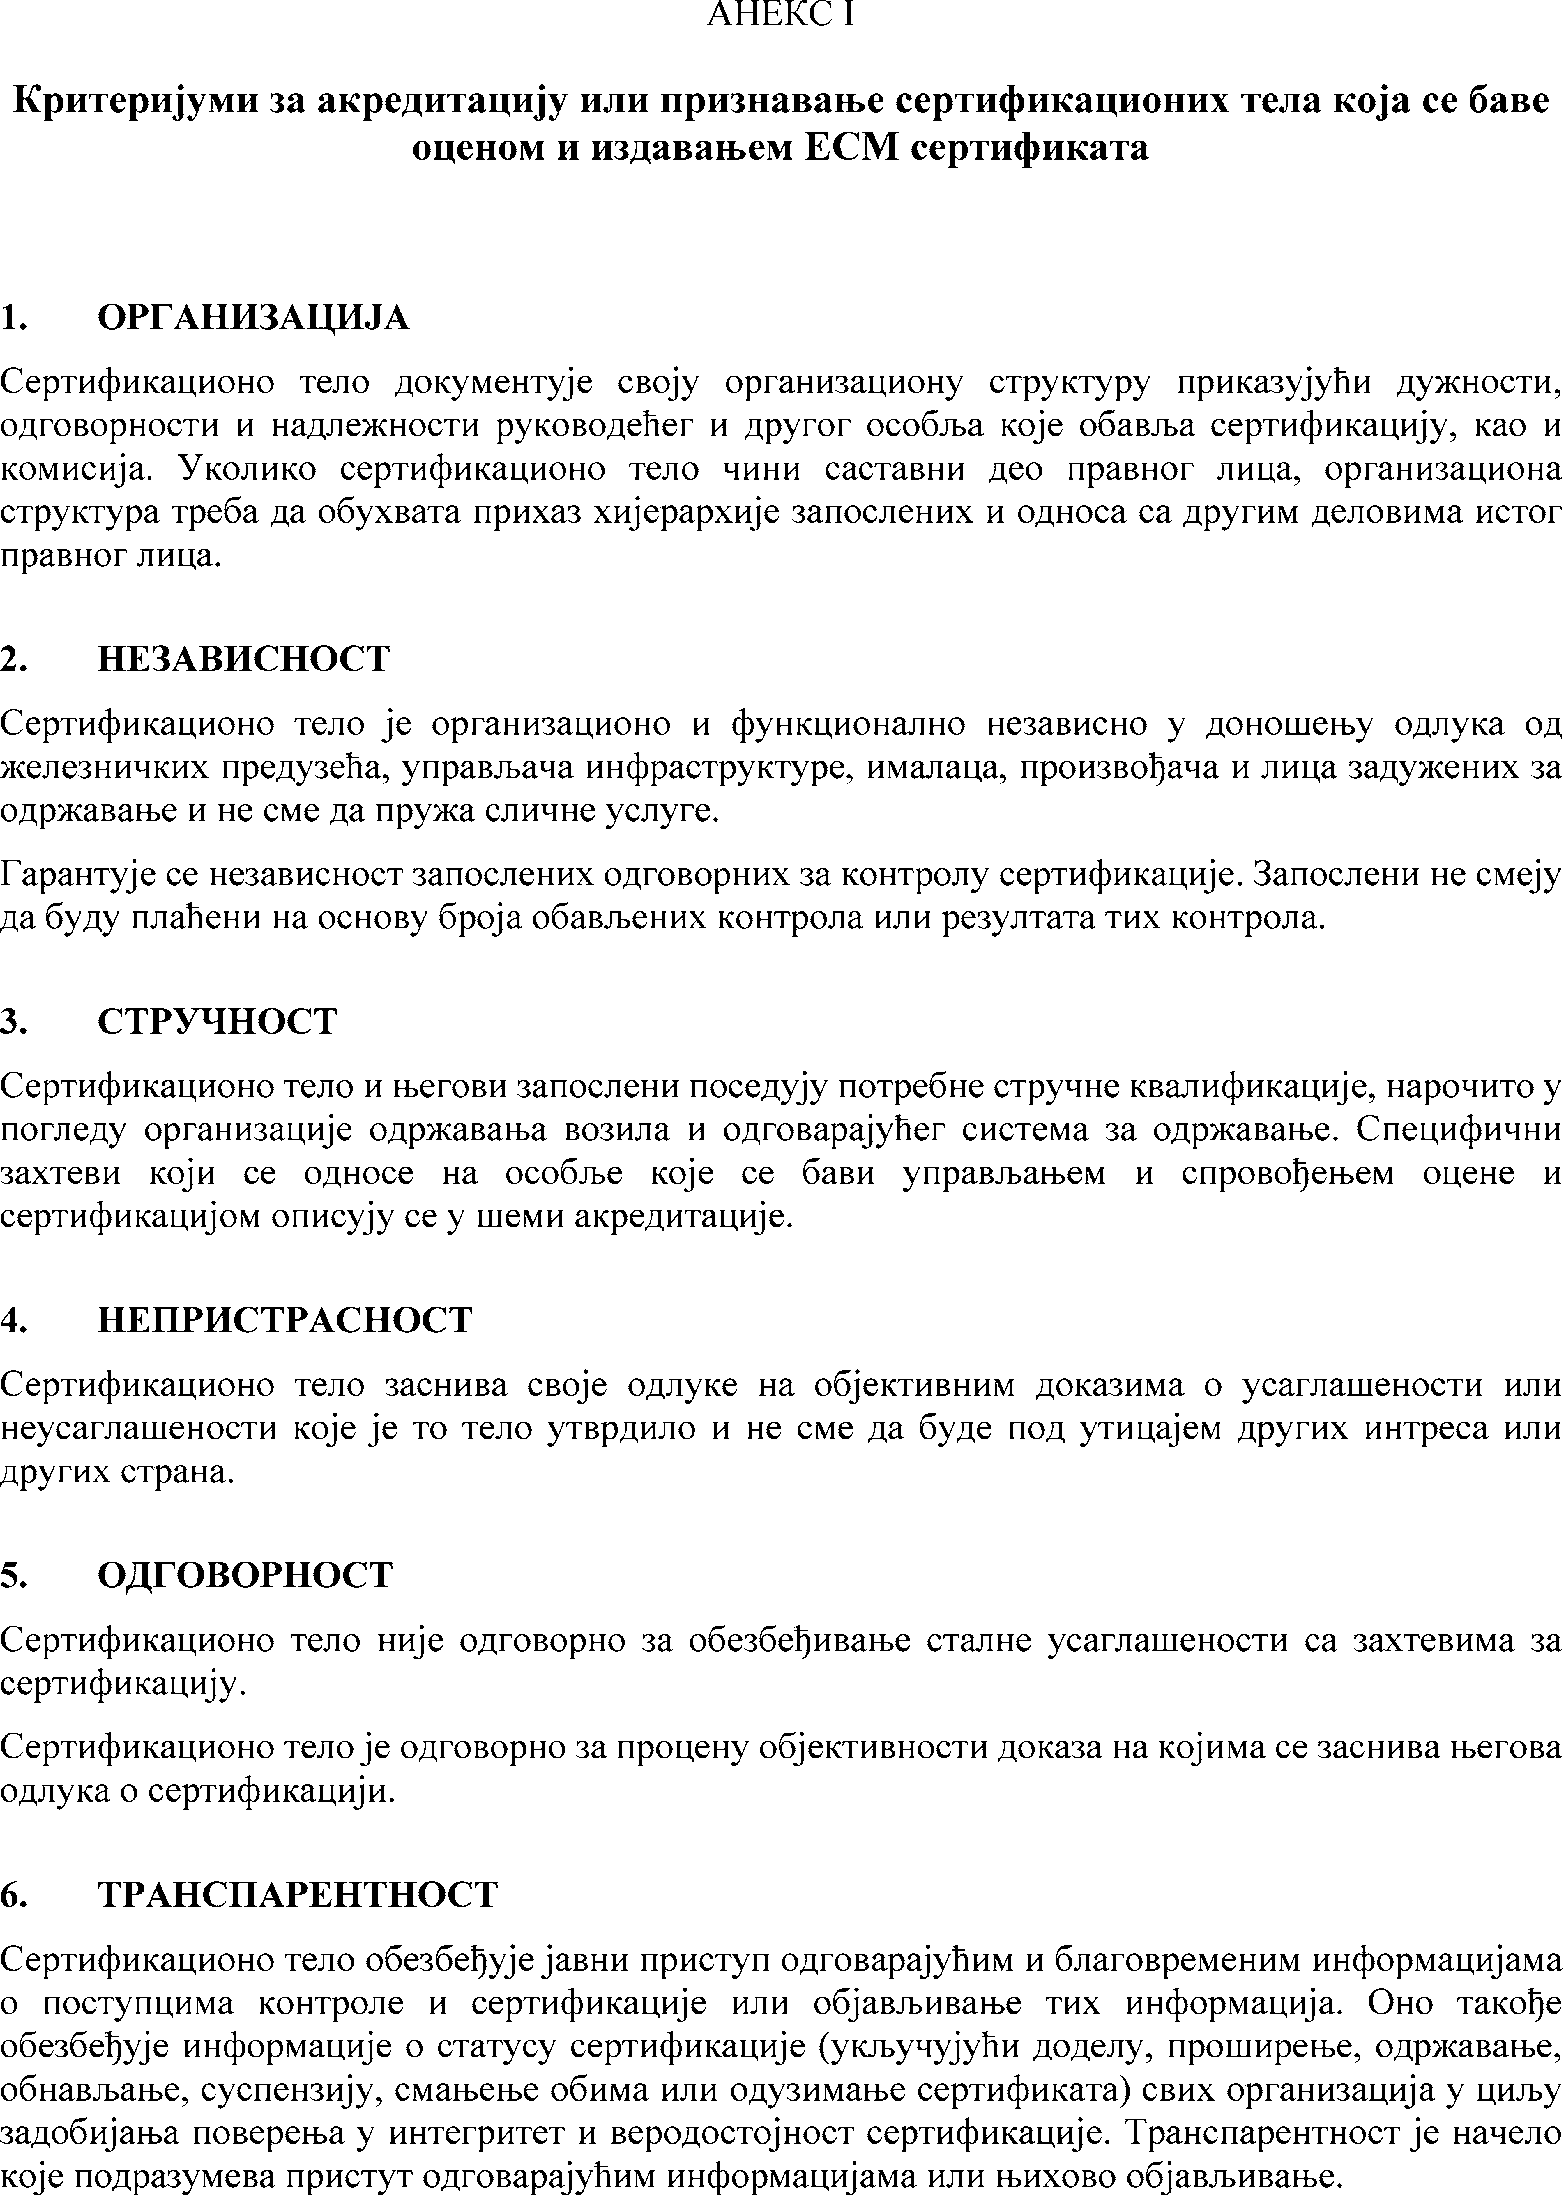 АНЕКС I
Критеријуми за акредитацију или признавање сертификационих тела која се баве
оценом и издавањем ЕСМ сертификата
1. ОРГАНИЗАЦИЈА
Сертификационо тело документује своју организациону структуру приказујући дужности,
одговорности и надлежности руководећег и другог особља које обавља сертификацију, као и
комисија. Уколико сертификационо тело чини саставни део правног лица, организациона
структура треба да обухвата прихаз хијерархије запослених и односа са другим деловима истог
правног лица.
2. НЕЗАВИСНОСТ
Сертификационо тело је организационо и функционално независно у доношењу одлука од
железничких предузећа, управљача инфраструктуре, ималаца, произвођача и лица задужених за
одржавање и не сме да пружа сличне услуге.
Гарантује се независност запослених одговорних за контролу сертификације. Запослени не смеју
да буду плаћени на основу броја обављених контрола или резултата тих контрола.
3. СТРУЧНОСТ
Сертификационо тело и његови запослени поседују потребне стручне квалификације, нарочито у
погледу организације одржавања возила и одговарајућег система за одржавање. Специфични
захтеви који се односе на особље које се бави управљањем и спровођењем оцене и
сертификацијом описују се у шеми акредитације.
4. НЕПРИСТРАСНОСТ
Сертификационо тело заснива своје одлуке на објективним доказима о усаглашености или
неусаглашености које је то тело утврдило и не сме да буде под утицајем других интреса или
других страна.
5. ОДГОВОРНОСТ
Сертификационо тело није одговорно за обезбеђивање сталне усаглашености са захтевима за
сертификацију.
Сертификационо тело је одговорно за процену објективности доказа на којима се заснива његова
одлука о сертификацији.
6. ТРАНСПАРЕНТНОСТ
Сертификационо тело обезбеђује јавни приступ одговарајућим и благовременим информацијама
о поступцима контроле и сертификације или објављивање тих информација. Оно такође
обезбеђује информације о статусу сертификације (укључујући доделу, проширење, одржавање,
обнављање, суспензију, смањење обима или одузимање сертификата) свих организација у циљу
задобијања поверења у интегритет и веродостојност сертификације. Транспарентност је начело
које подразумева пристут одговарајућим информацијама или њихово објављивање.